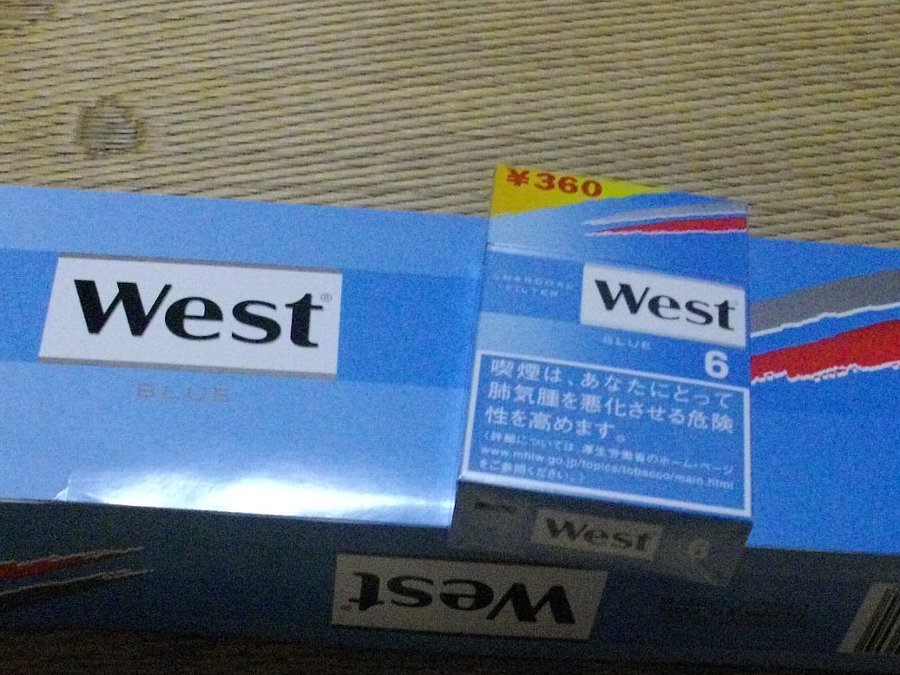 ¥360
West®
BLUE
CHARCOAL
FILTER
West
BLUE
6
喫煙は、あなたにとって
肺気腫を悪化させる危険
性を高めます。
(詳細については、厚生労働省のホーム・ページ
www.mhlw.go.jp/topics/tobacco/main.html
をご参照ください。)
West
6
West